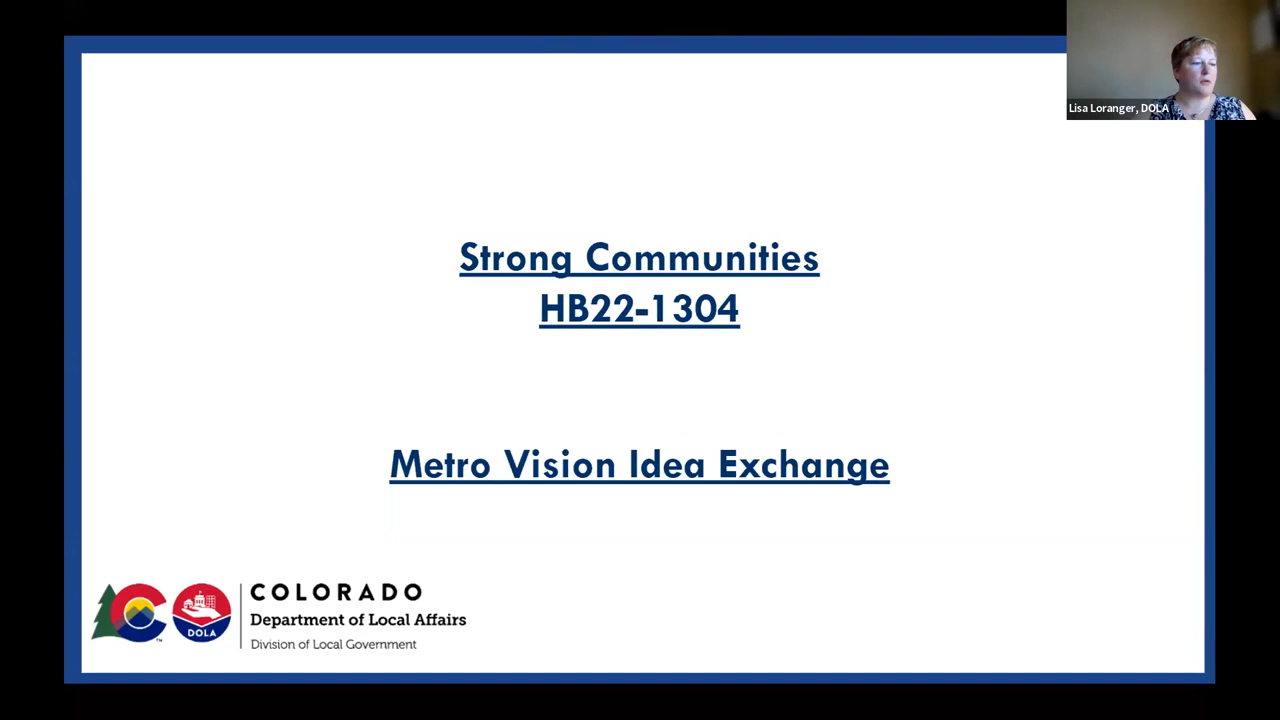 Lisa Loranger, DOLA
Strong Communities
HB22-1304
Metro Vision Idea Exchange
COLORADO
Department of Local Affairs
Division of Local Government
DOLA
TM